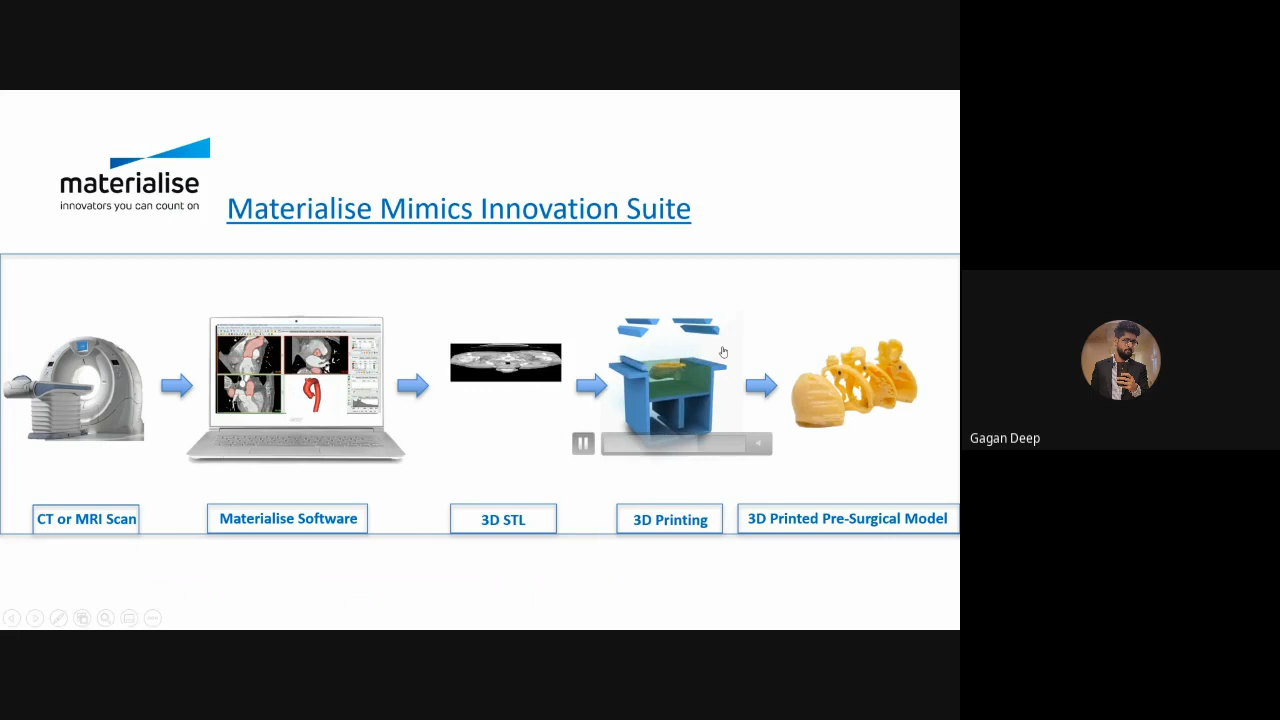 materialise
innovators you can count on
Materialise Mimics Innovation Suite
CT or MRI Scan
Materialise Software
3D STL
3D Printing
3D Printed Pre-Surgical Model
Gagan Deep